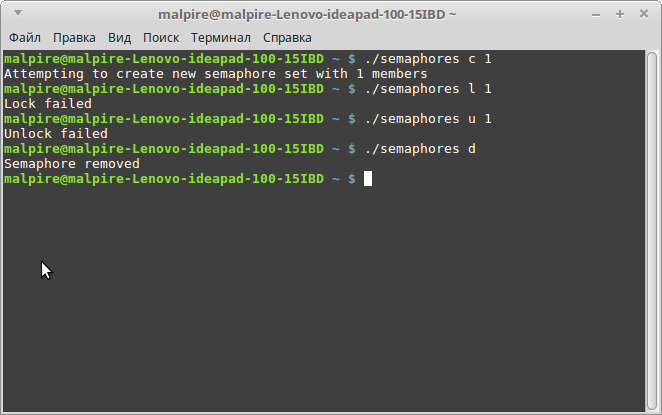 malpire@malpire-Lenovo-ideapad-100-15IBD ~
Файл Правка Вид Поиск Терминал Справка
malpire@malpire-Lenovo-ideapad-100-15IBD ~ $ ./semaphores c 1
Attempting to create new semaphore set with 1 members
malpire@malpire-Lenovo-ideapad-100-15IBD ~ $ ./semaphores l 1
Lock failed
malpire@malpire-Lenovo-ideapad-100-15IBD ~ $ ./semaphores u 1
Unlock failed
malpire@malpire-Lenovo-ideapad-100-15IBD ~ $ ./semaphores d
Semaphore removed
malpire@malpire-Lenovo-ideapad-100-15IBD ~ $